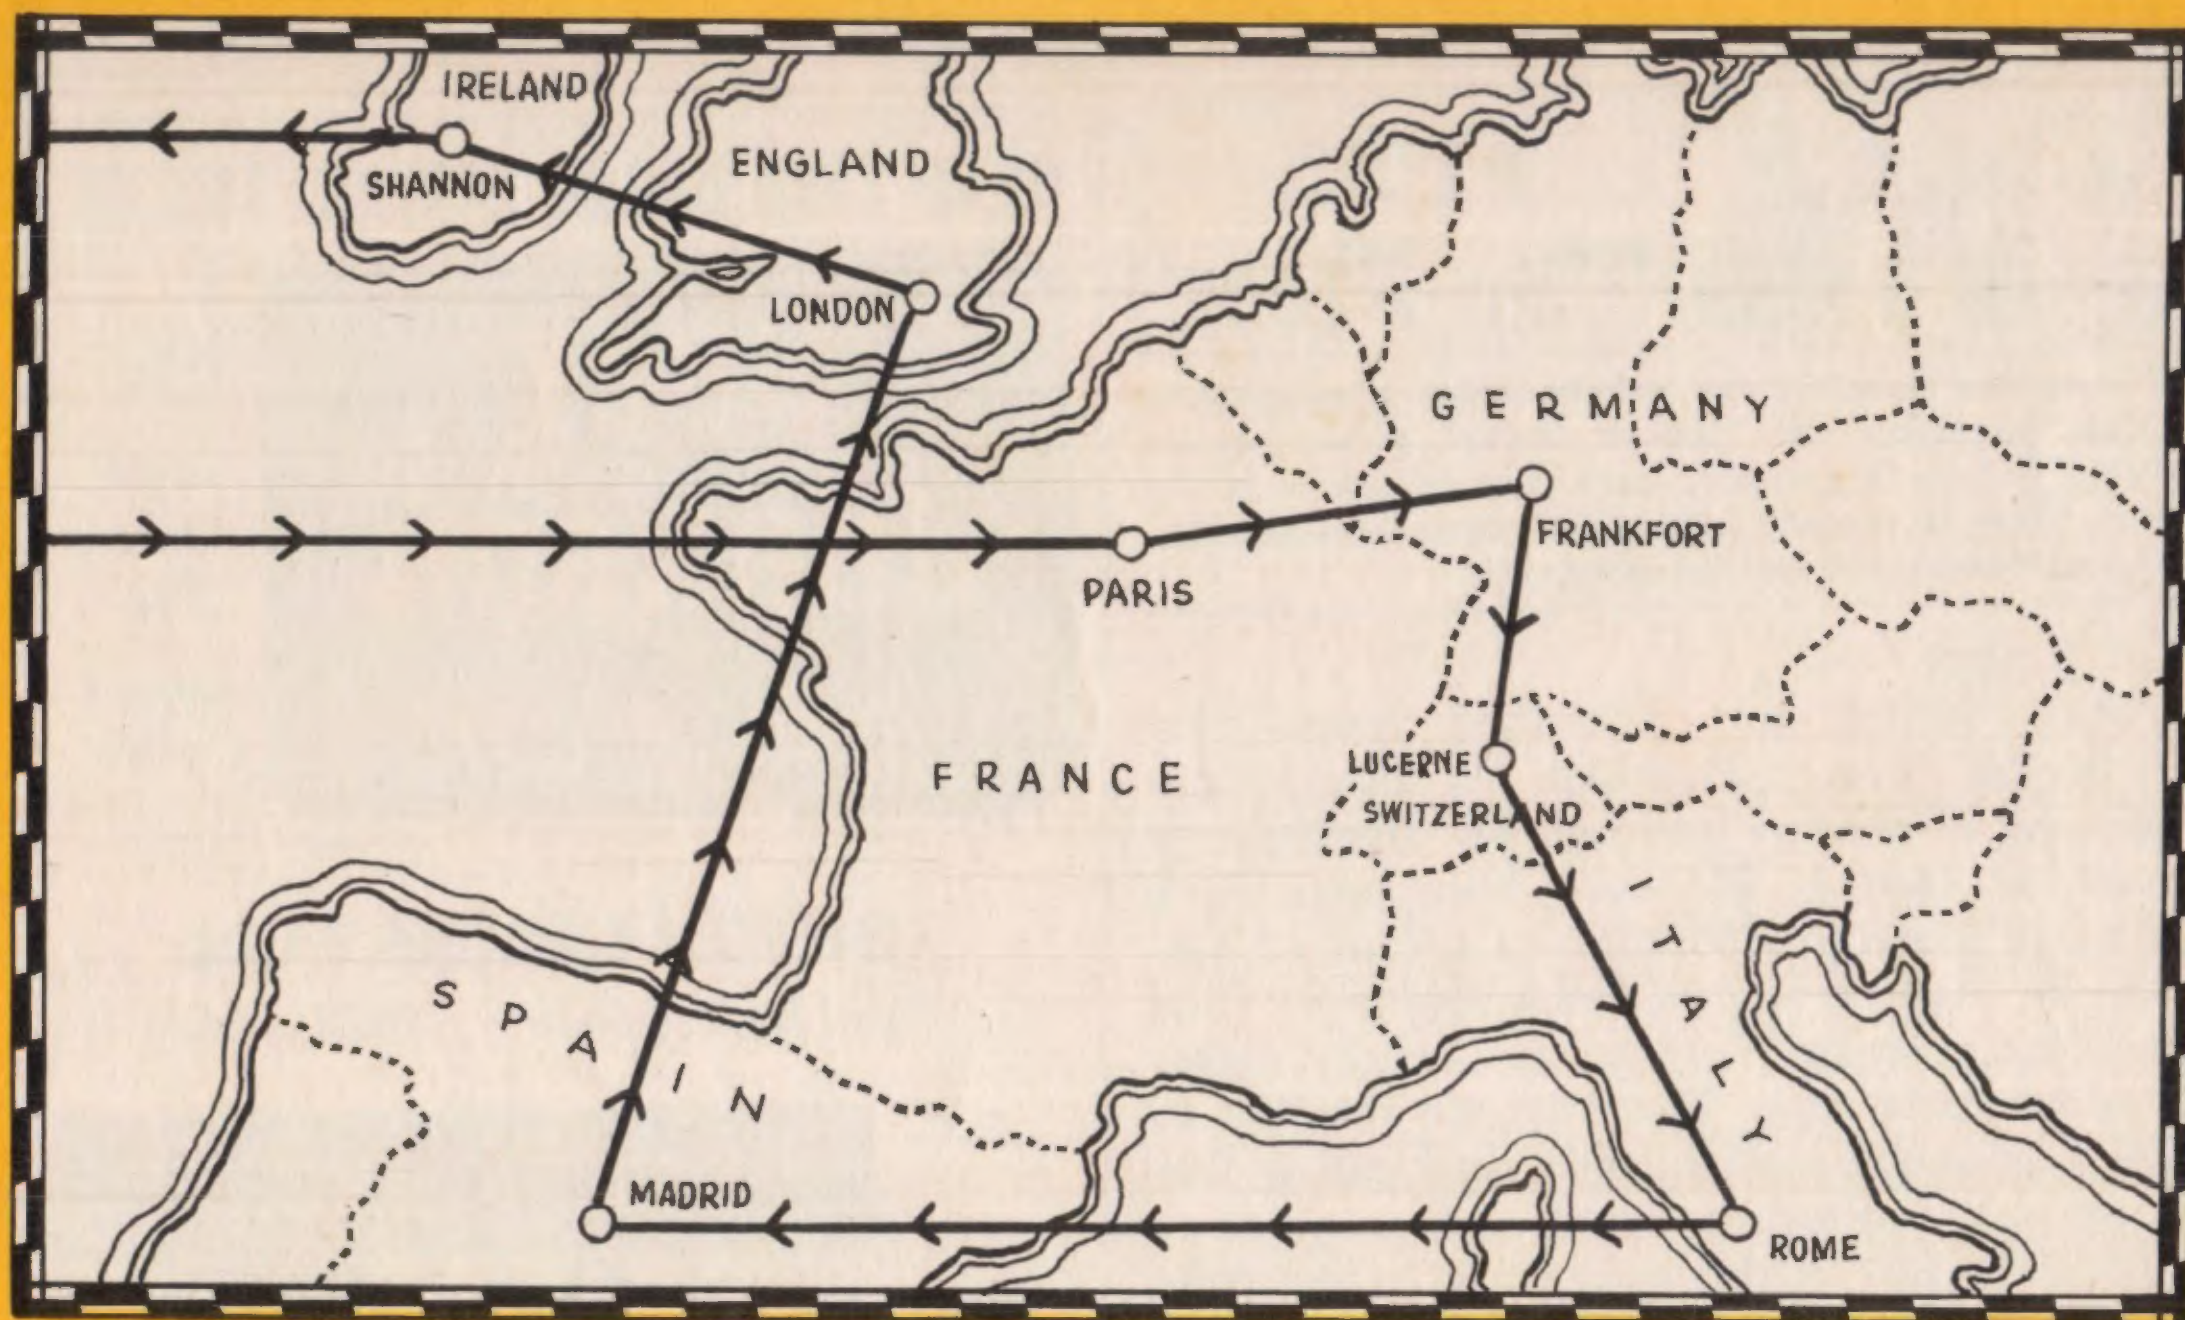 IRELAND
ENGLAND
SHANNON
LONDON
GERMANY
FRANKFORT
PARIS
FRANCE
LUCERNE
SWITZERLAND
ITALY
SPAIN
MADRID
ROME